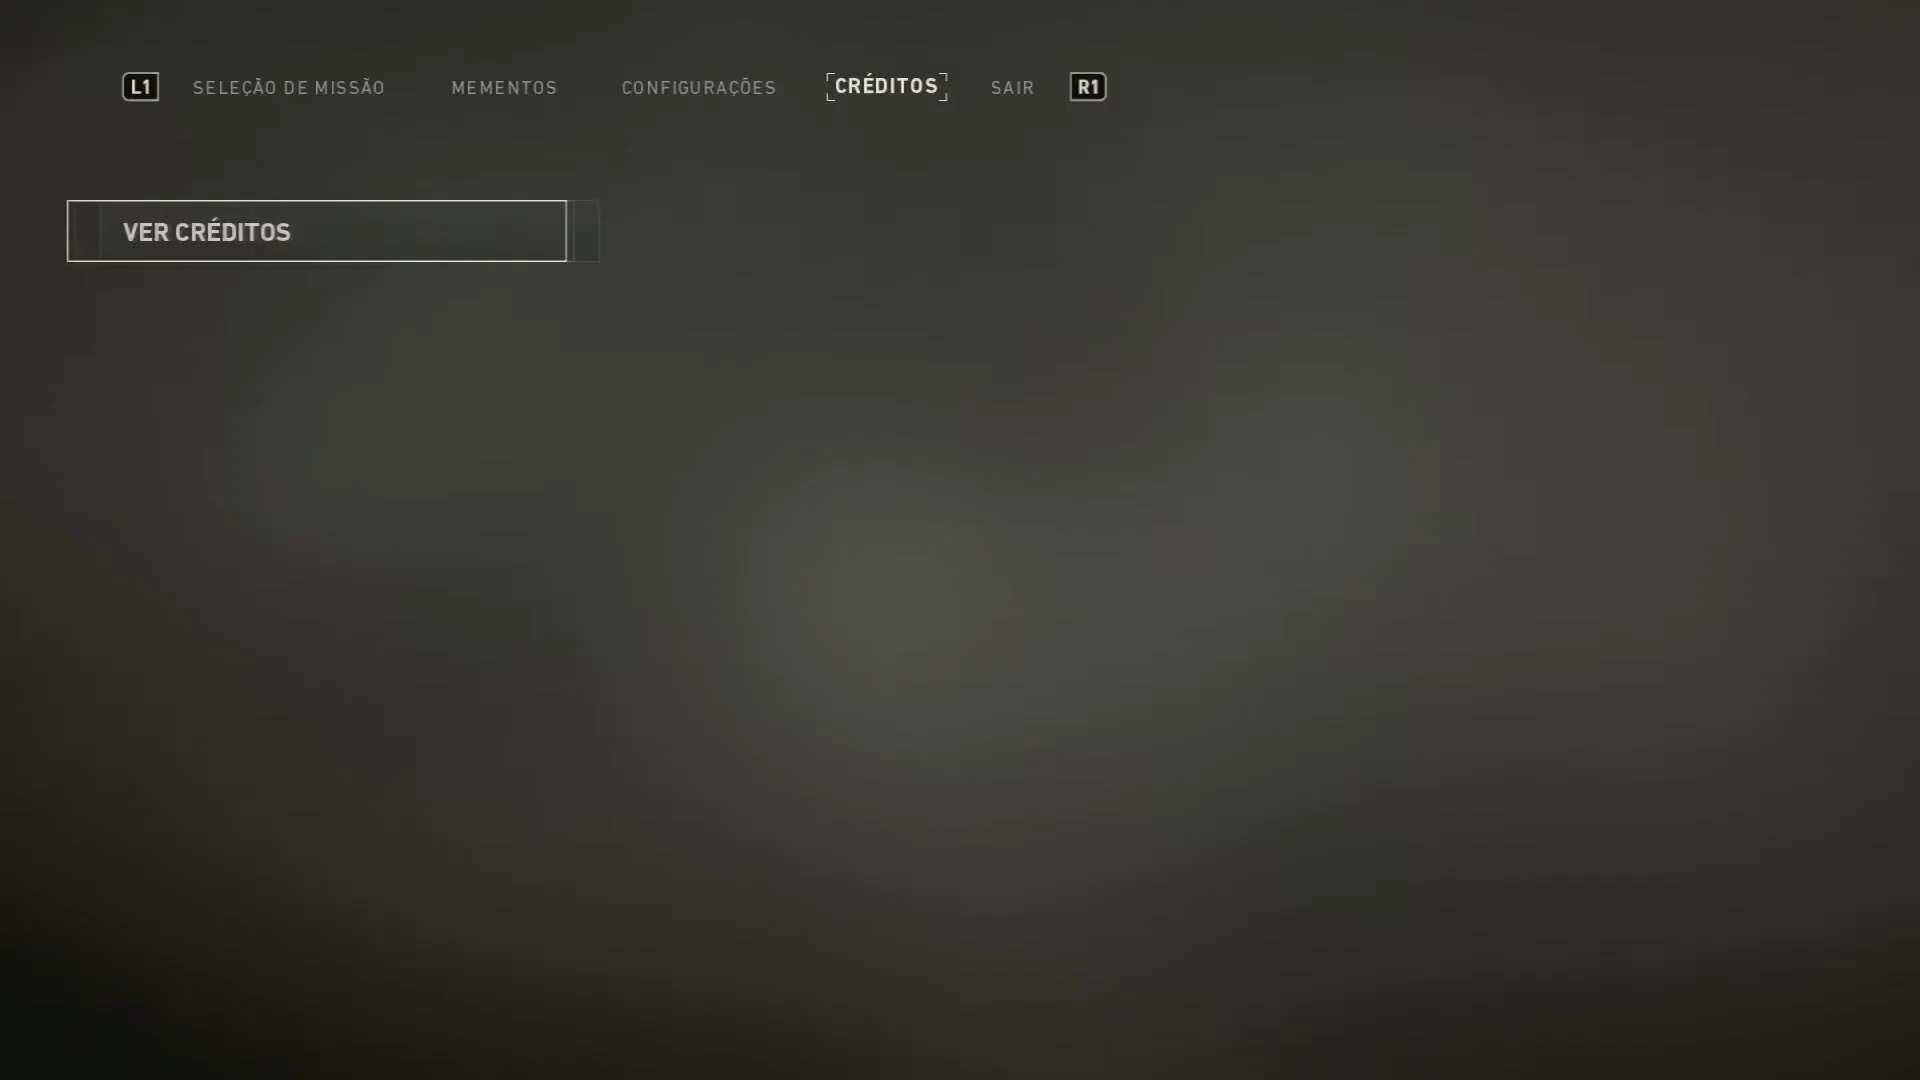 L1 SELEÇÃO DE MISSÃO MEMENTOS CONFIGURAÇÕES CRÉDITOS SAIR R1
VER CRÉDITOS